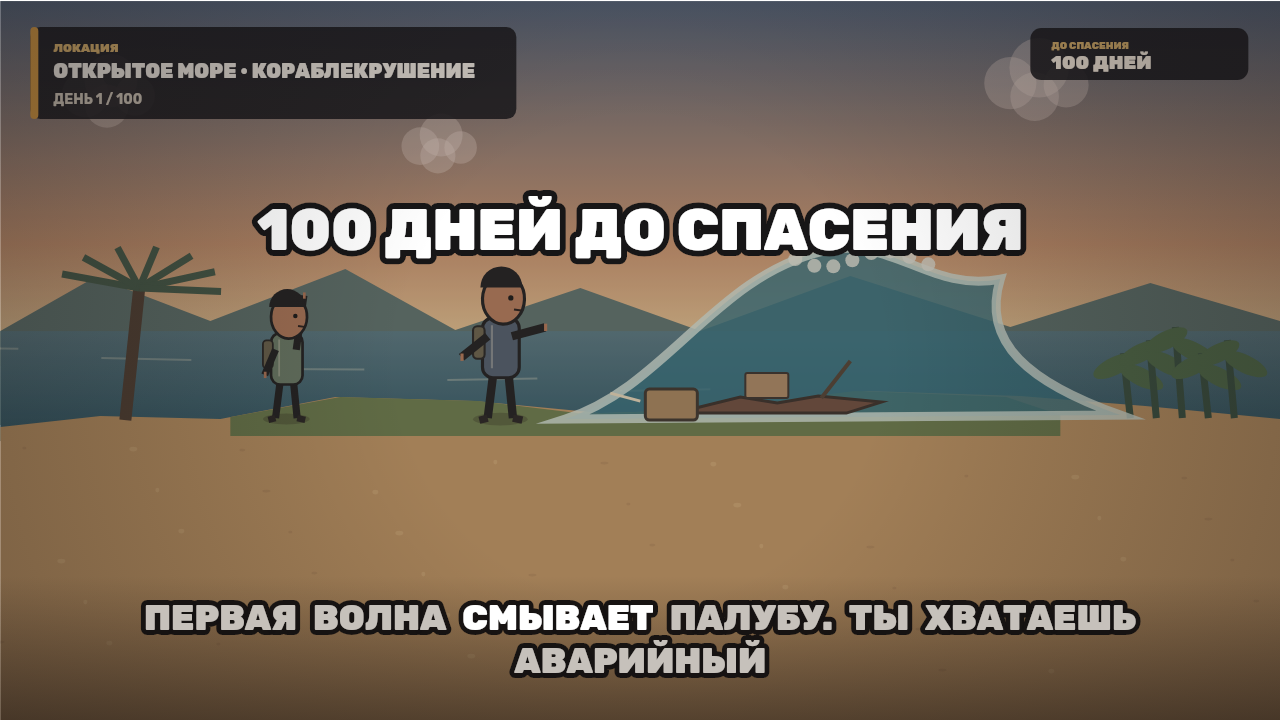 ЛОКАЦИЯ
ОТКРЫТОЕ МОРЕ • КОРАБЛЕКРУШЕНИЕ
ДЕНЬ 1 / 100
ДО СПАСЕНИЯ
100 ДНЕЙ
100 ДНЕЙ ДО СПАСЕНИЯ
ПЕРВАЯ ВОЛНА СМЫВАЕТ ПАЛУБУ. ТЫ ХВАТАЕШЬ
АВАРИЙНЫЙ